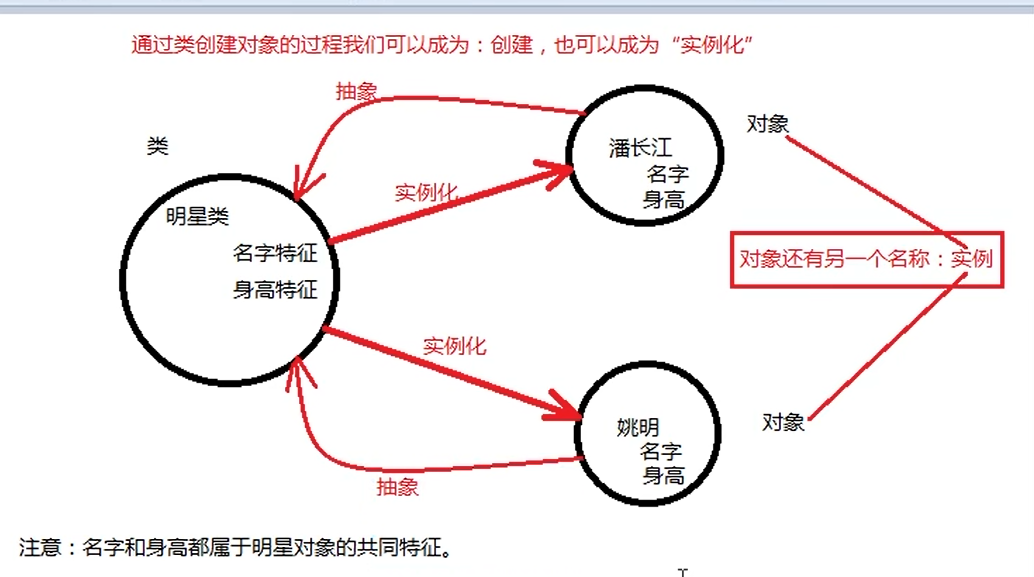 通过类创建对象的过程我们可以成为：创建，也可以成为“实例化”
抽象
类
明星类
名字特征
身高特征
实例化
潘长江
名字
身高
对象
对象还有另一个名称：实例
实例化
姚明
名字
身高
对象
抽象
注意：名字和身高都属于明星对象的共同特征。